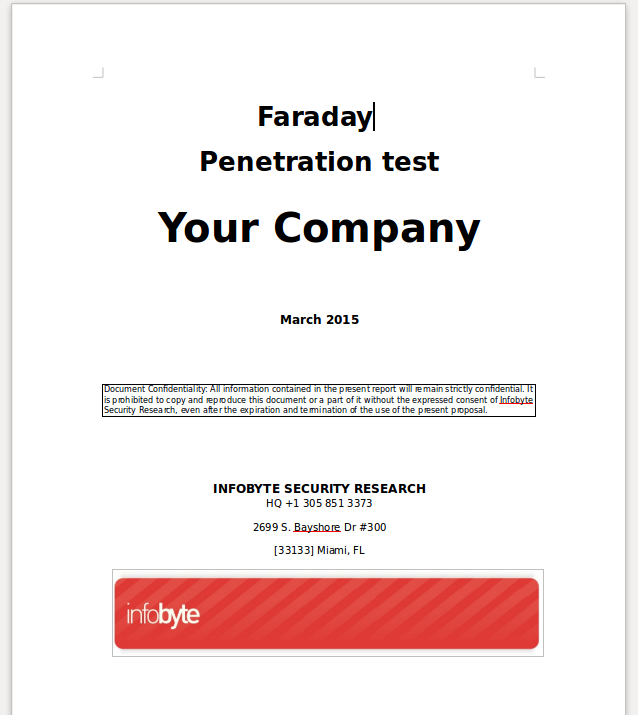 Faraday
Penetration test
Your Company
March 2015
Document Confidentiality: All information contained in the present report will remain strictly confidential. It
is prohibited to copy and reproduce this document or a part of it without the expressed consent of Infobyte
Security Research, even after the expiration and termination of the use of the present proposal.
INFOBYTE SECURITY RESEARCH
HQ +1 305 851 3373
2699 S. Bayshore Dr #300
[33133] Miami, FL
infobyte